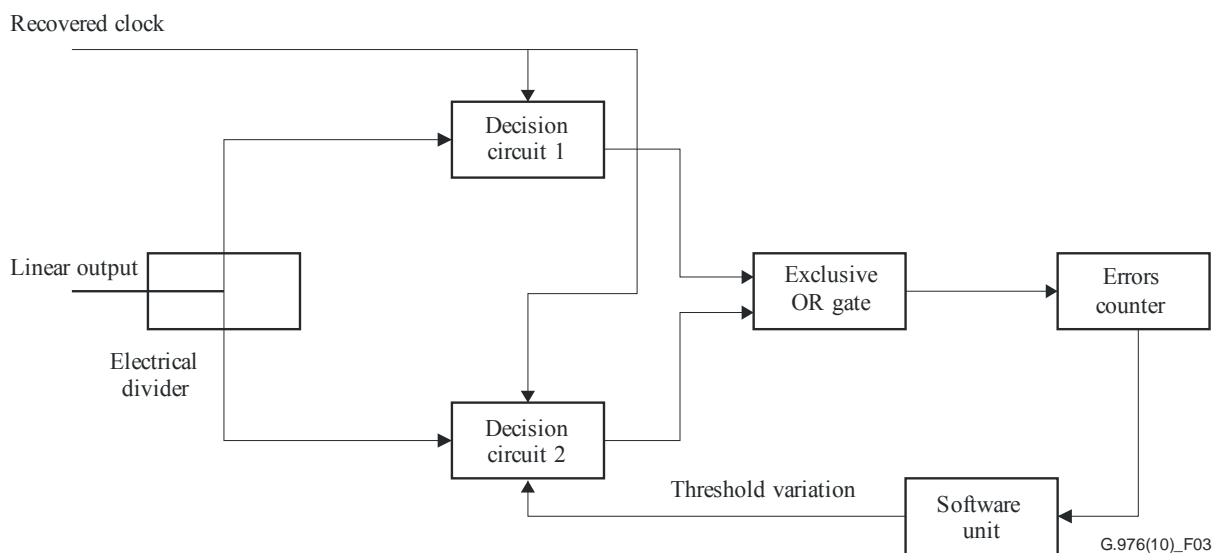 Recovered clock
Decision
circuit 1
Linear output
Exclusive
OR gate
Errors
counter
Electrical
divider
Decision
circuit 2
Threshold variation
Software
unit
G.976(10)_F03